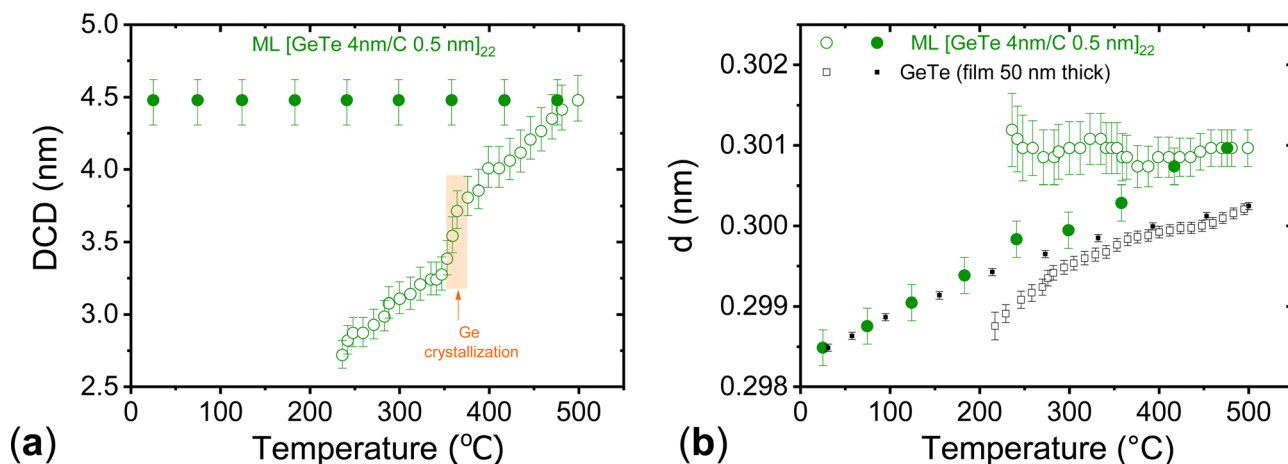 5.0
4.5
4.0
3.5
3.0
2.5
DCD (nm)
ML [GeTe 4nm/C 0.5 nm]22
Ge
crystallization
0 100 200 300 400 500
Temperature (ºC)
(a)
0.302
0.301
0.300
0.299
0.298
d (nm)
ML [GeTe 4nm/C 0.5 nm]22
GeTe (film 50 nm thick)
0 100 200 300 400 500
Temperature (°C)
(b)